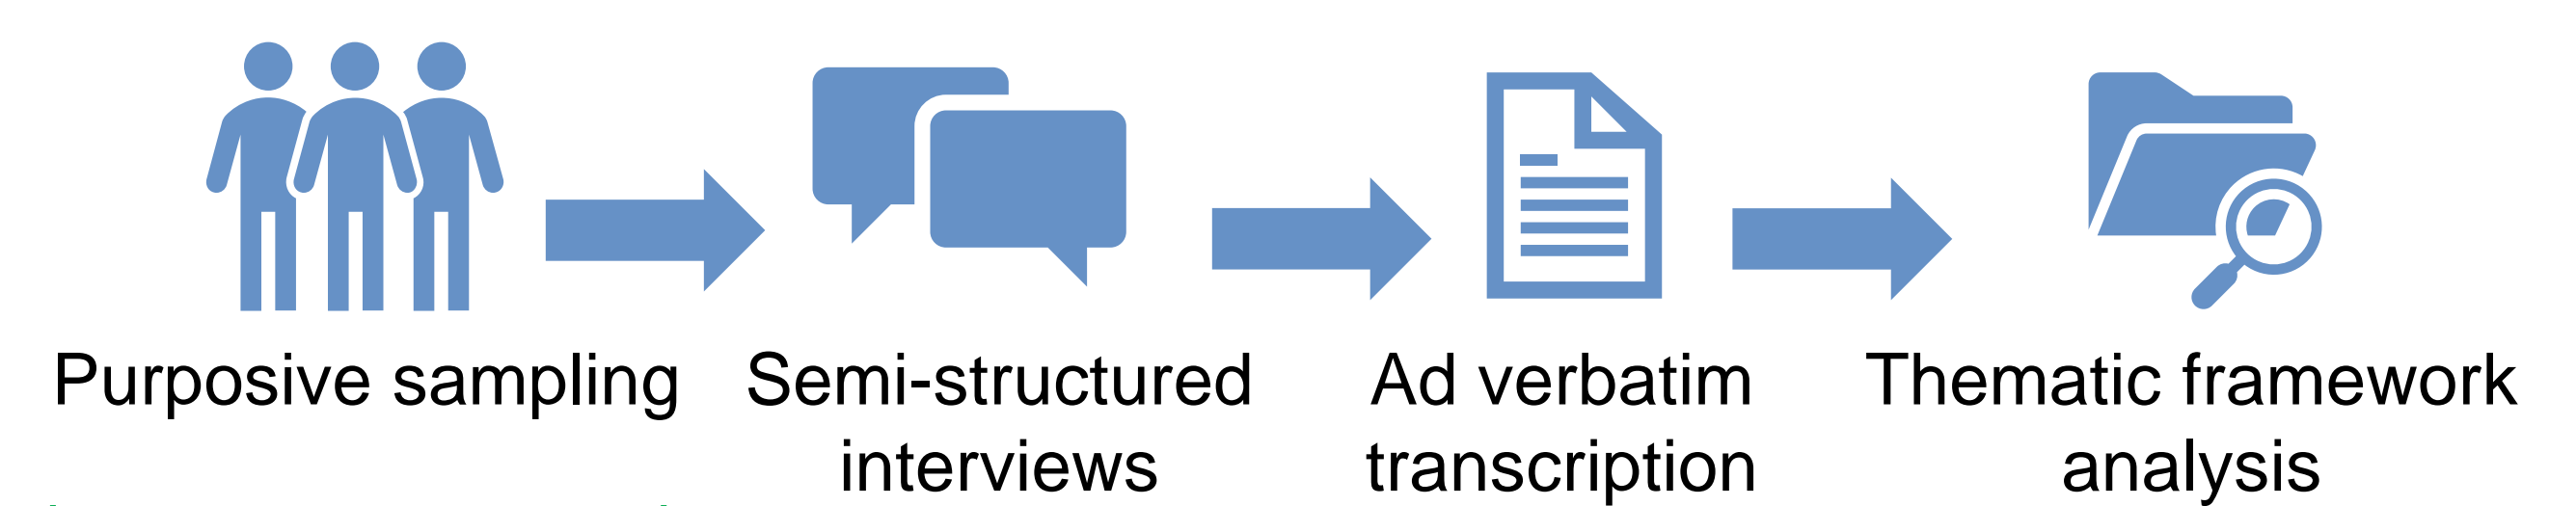 Purposive sampling
Semi-structured
interviews
Ad verbatim
transcription
Thematic framework
analysis